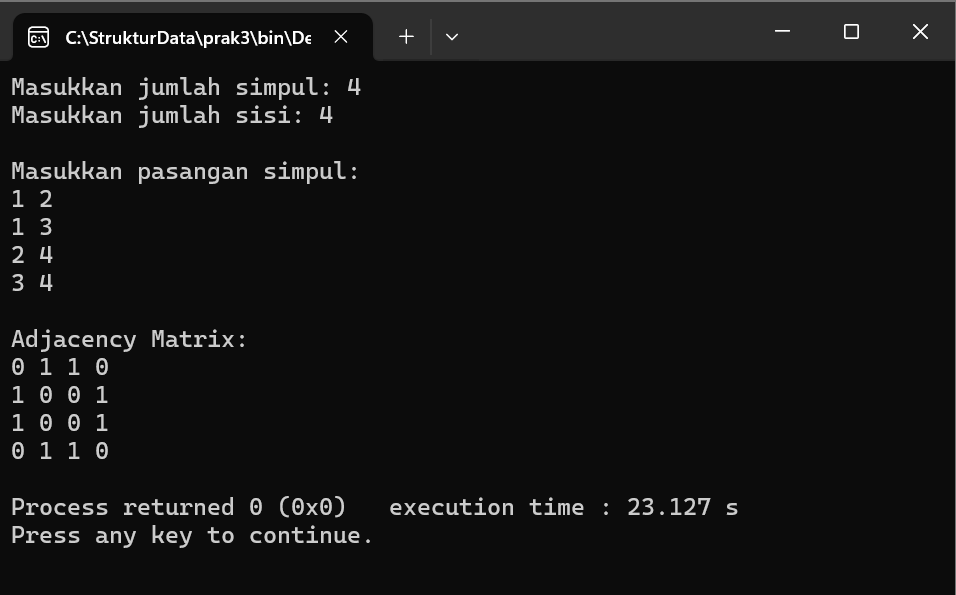 C:\StrukturData\prak3\bin\De
Masukkan jumlah simpul: 4
Masukkan jumlah sisi: 4
Masukkan pasangan simpul:
1 2
1 3
2 4
3 4
Adjacency Matrix:
0 1 1 0
1 0 0 1
1 0 0 1
0 1 1 0
Process returned 0 (0x0)   execution time : 23.127 s
Press any key to continue.